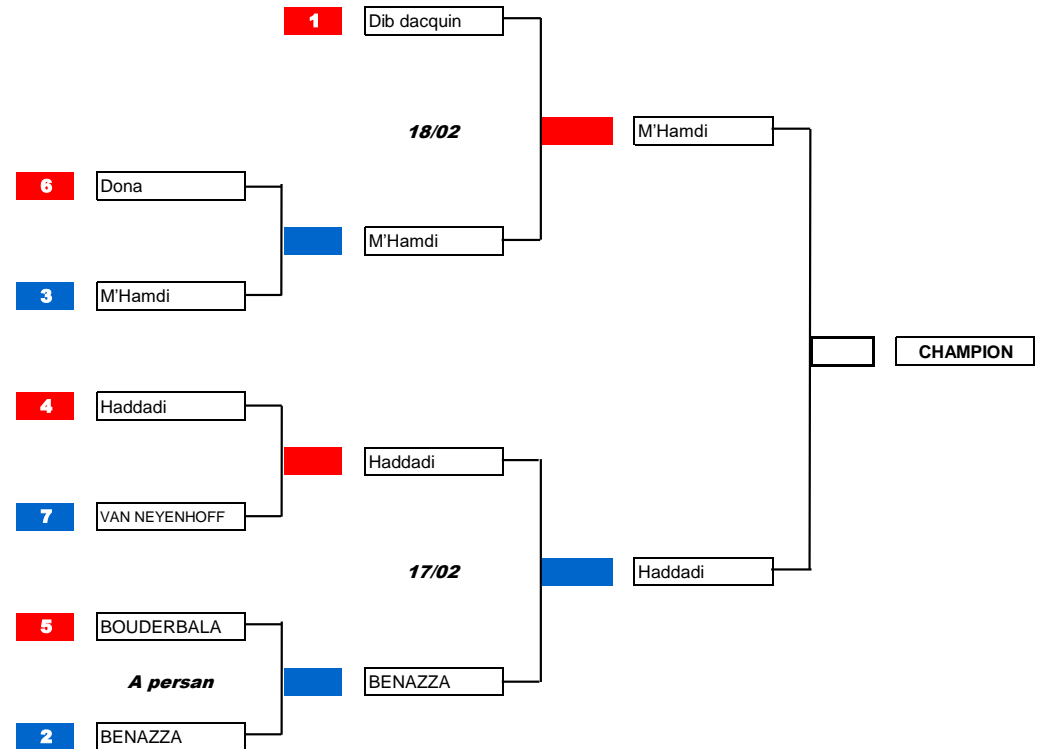 1 Dib dacquin
18/02
M'Hamdi
6 Dona
M'Hamdi
3 M'Hamdi
CHAMPION
4 Haddadi
Haddadi
7 VAN NEYENHOFF
17/02
Haddadi
5 BOUDERBALA
A persan
BENAZZA
2 BENAZZA